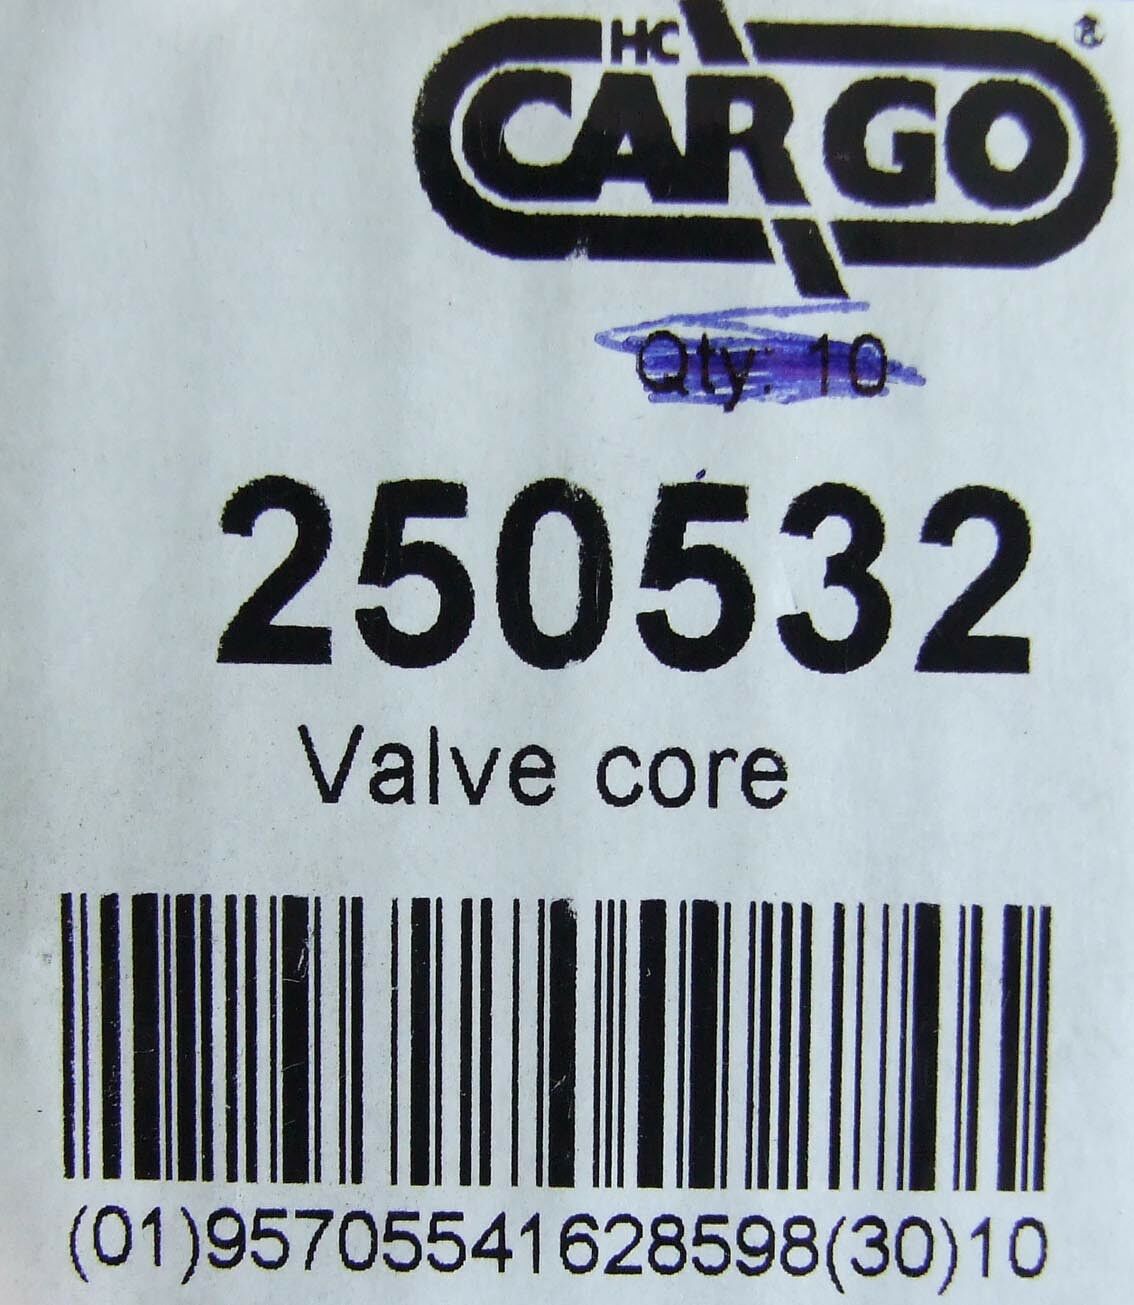 HC
CARGO®
Qty: 10
250532
Valve core
(01)95705541628598(30)10